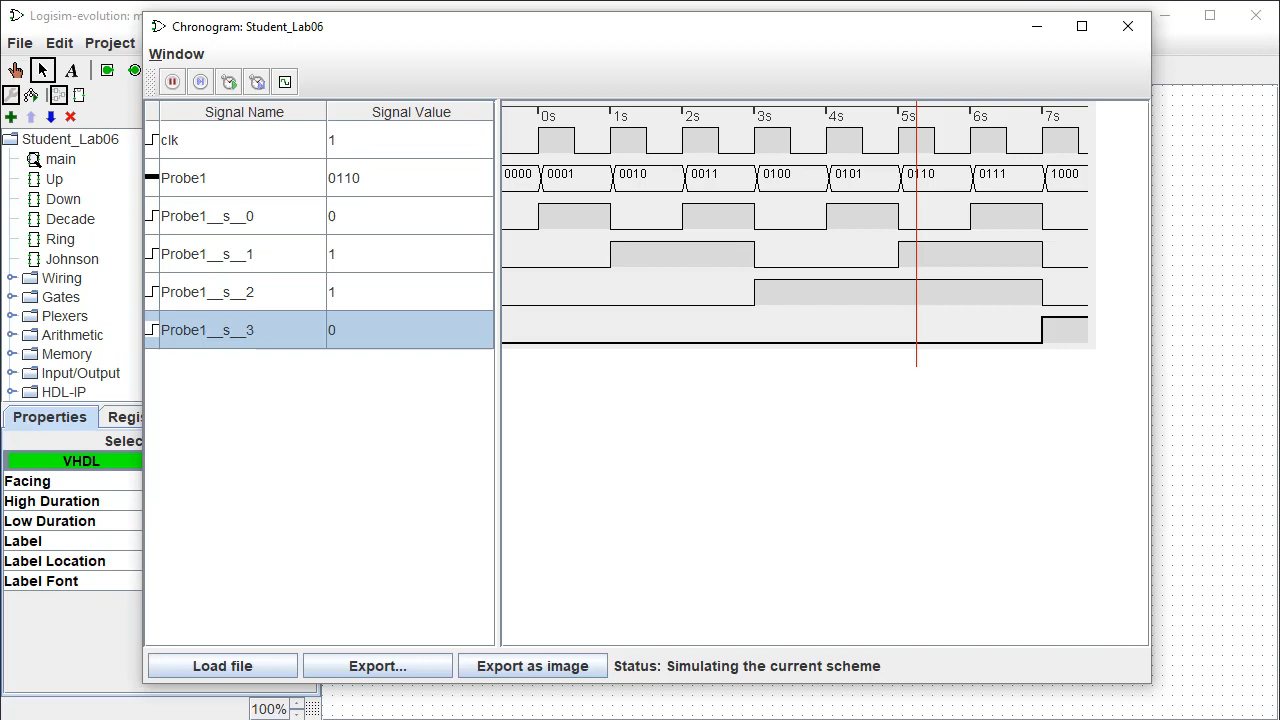 Logisim-evolution: m
File Edit Project
A
Student_Lab06
main
Up
Down
Decade
Ring
Johnson
Wiring
Gates
Plexers
Arithmetic
Memory
Input/Output
HDL-IP
Properties Regi
Selec
VHDL
Facing
High Duration
Low Duration
Label
Label Location
Label Font
100%
Chronogram: Student_Lab06
Window
Signal Name Signal Value
clk 1
Probe1 0110
Probe1__s__0 0
Probe1__s__1 1
Probe1__s__2 1
Probe1__s__3 0
0s 1s 2s 3s 4s 5s 6s 7s
0000 0001 0010 0011 0100 0101 0110 0111 1000
Load file Export... Export as image Status: Simulating the current scheme